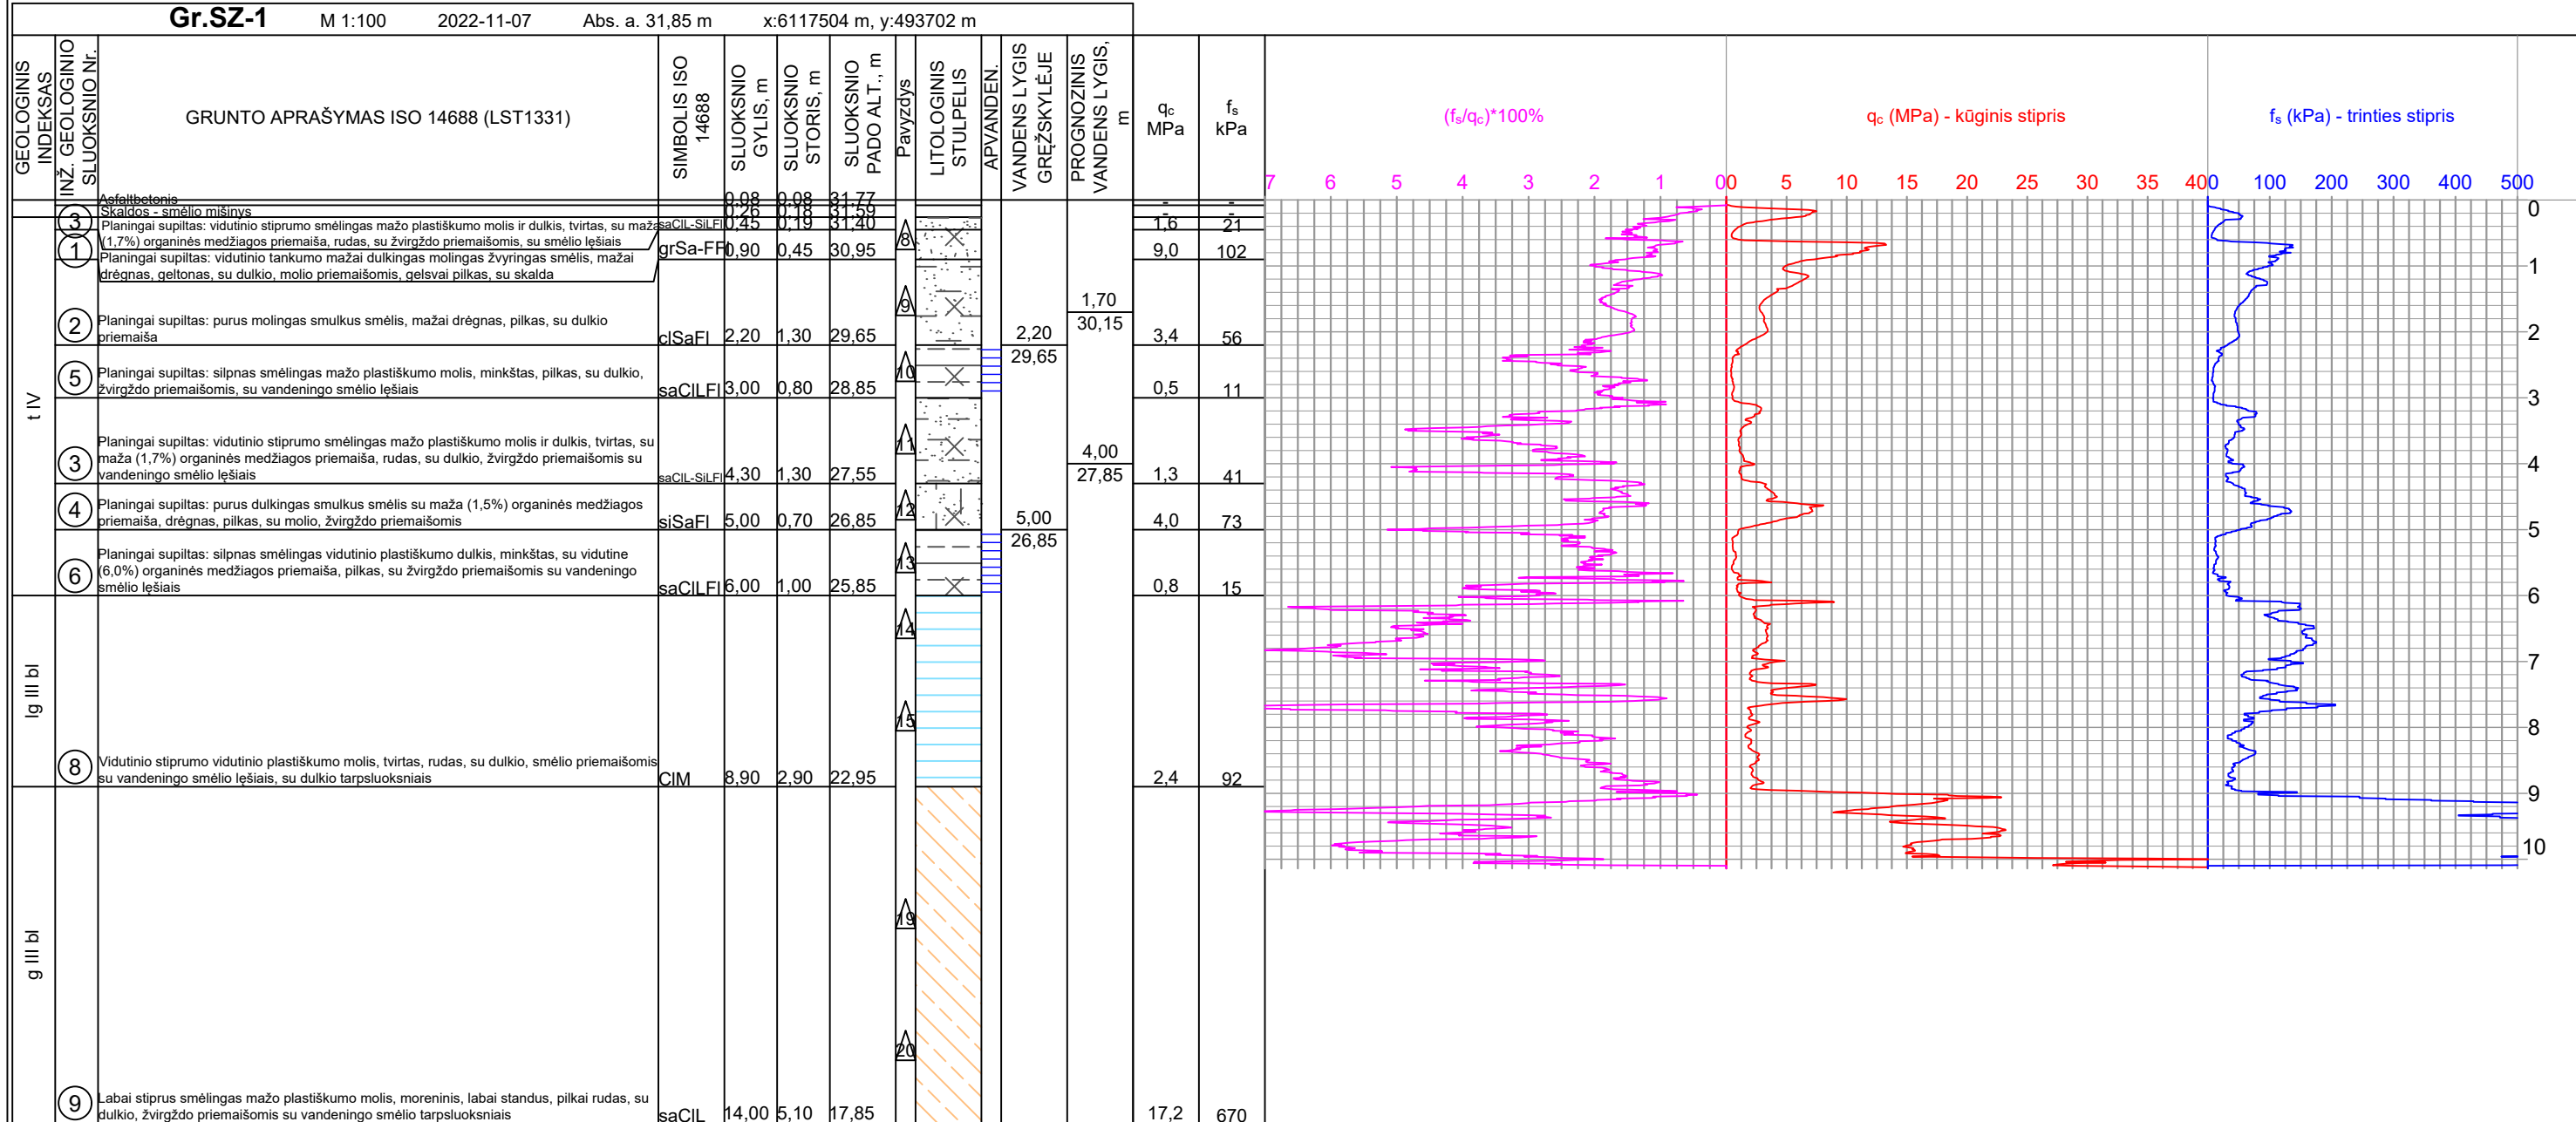 Gr.SZ-1 M 1:100 2022-11-07 Abs. a. 31,85 m x:6117504 m, y:493702 m
GEOLOGINIS
INDEKSAS
INŽ. GEOLOGINIO
SLUOKSNIO Nr.
GRUNTO APRAŠYMAS ISO 14688 (LST1331)
SIMBOLIS ISO
14688
SLUOKSNIO
GYLIS, m
SLUOKSNIO
STORIS, m
SLUOKSNIO
PADO ALT., m
Pavyzdys
LITOLOGINIS
STULPELIS
APVANDEN.
VANDENS LYGIS
GRĘŽSKYLĖJE
PROGNOZINIS
VANDENS LYGIS,
m
qc
MPa
fs
kPa
(fs/qc)*100%
qc (MPa) - kūginis stipris
fs (kPa) - trinties stipris
7 6 5 4 3 2 1 0
0 5 10 15 20 25 30 35 40
0 100 200 300 400 500
Asfaltbetonis 0,08 0,08 31,77 - -
Skaldos - smėlio mišinys 0,26 0,18 31,59 - -
3
Planingai supiltas: vidutinio stiprumo smėlingas mažo plastiškumo molis ir dulkis, tvirtas, su maža
(1,7%) organinės medžiagos priemaiša, rudas, su žvirgždo priemaišomis, su smėlio lęšiais
saClL-SiLFl 0,45 0,19 31,40 1,6 21
8
1
Planingai supiltas: vidutinio tankumo mažai dulkingas molingas žvyringas smėlis, mažai
drėgnas, geltonas, su dulkio, molio priemaišomis, gelsvai pilkas, su skalda
grSa-FFl 0,90 0,45 30,95 9,0 102
9
1,70
30,15
2
Planingai supiltas: purus molingas smulkus smėlis, mažai drėgnas, pilkas, su dulkio
priemaiša
clSaFl 2,20 1,30 29,65 3,4 56
2,20
29,65
10
5
Planingai supiltas: silpnas smėlingas mažo plastiškumo molis, minkštas, pilkas, su dulkio,
žvirgždo priemaišomis, su vandeningo smėlio lęšiais
saClLFl 3,00 0,80 28,85 0,5 11
t IV
11
3
Planingai supiltas: vidutinio stiprumo smėlingas mažo plastiškumo molis ir dulkis, tvirtas, su
maža (1,7%) organinės medžiagos priemaiša, rudas, su dulkio, žvirgždo priemaišomis su
vandeningo smėlio lęšiais
saClL-SiLFl 4,30 1,30 27,55 1,3 41
4,00
27,85
12
4
Planingai supiltas: purus dulkingas smulkus smėlis su maža (1,5%) organinės medžiagos
priemaiša, drėgnas, pilkas, su molio, žvirgždo priemaišomis
siSaFl 5,00 0,70 26,85 4,0 73
5,00
26,85
13
6
Planingai supiltas: silpnas smėlingas vidutinio plastiškumo dulkis, minkštas, su vidutine
(6,0%) organinės medžiagos priemaiša, pilkas, su žvirgždo priemaišomis su vandeningo
smėlio lęšiais
saClLFl 6,00 1,00 25,85 0,8 15
14
lg III bl
15
8
Vidutinio stiprumo vidutinio plastiškumo molis, tvirtas, rudas, su dulkio, smėlio priemaišomis
su vandeningo smėlio lęšiais, su dulkio tarpsluoksniais
ClM 8,90 2,90 22,95 2,4 92
19
g III bl
20
9
Labai stiprus smėlingas mažo plastiškumo molis, moreninis, labai standus, pilkai rudas, su
dulkio, žvirgždo priemaišomis su vandeningo smėlio tarpsluoksniais
saClL 14,00 5,10 17,85 17,2 670
0
1
2
3
4
5
6
7
8
9
10